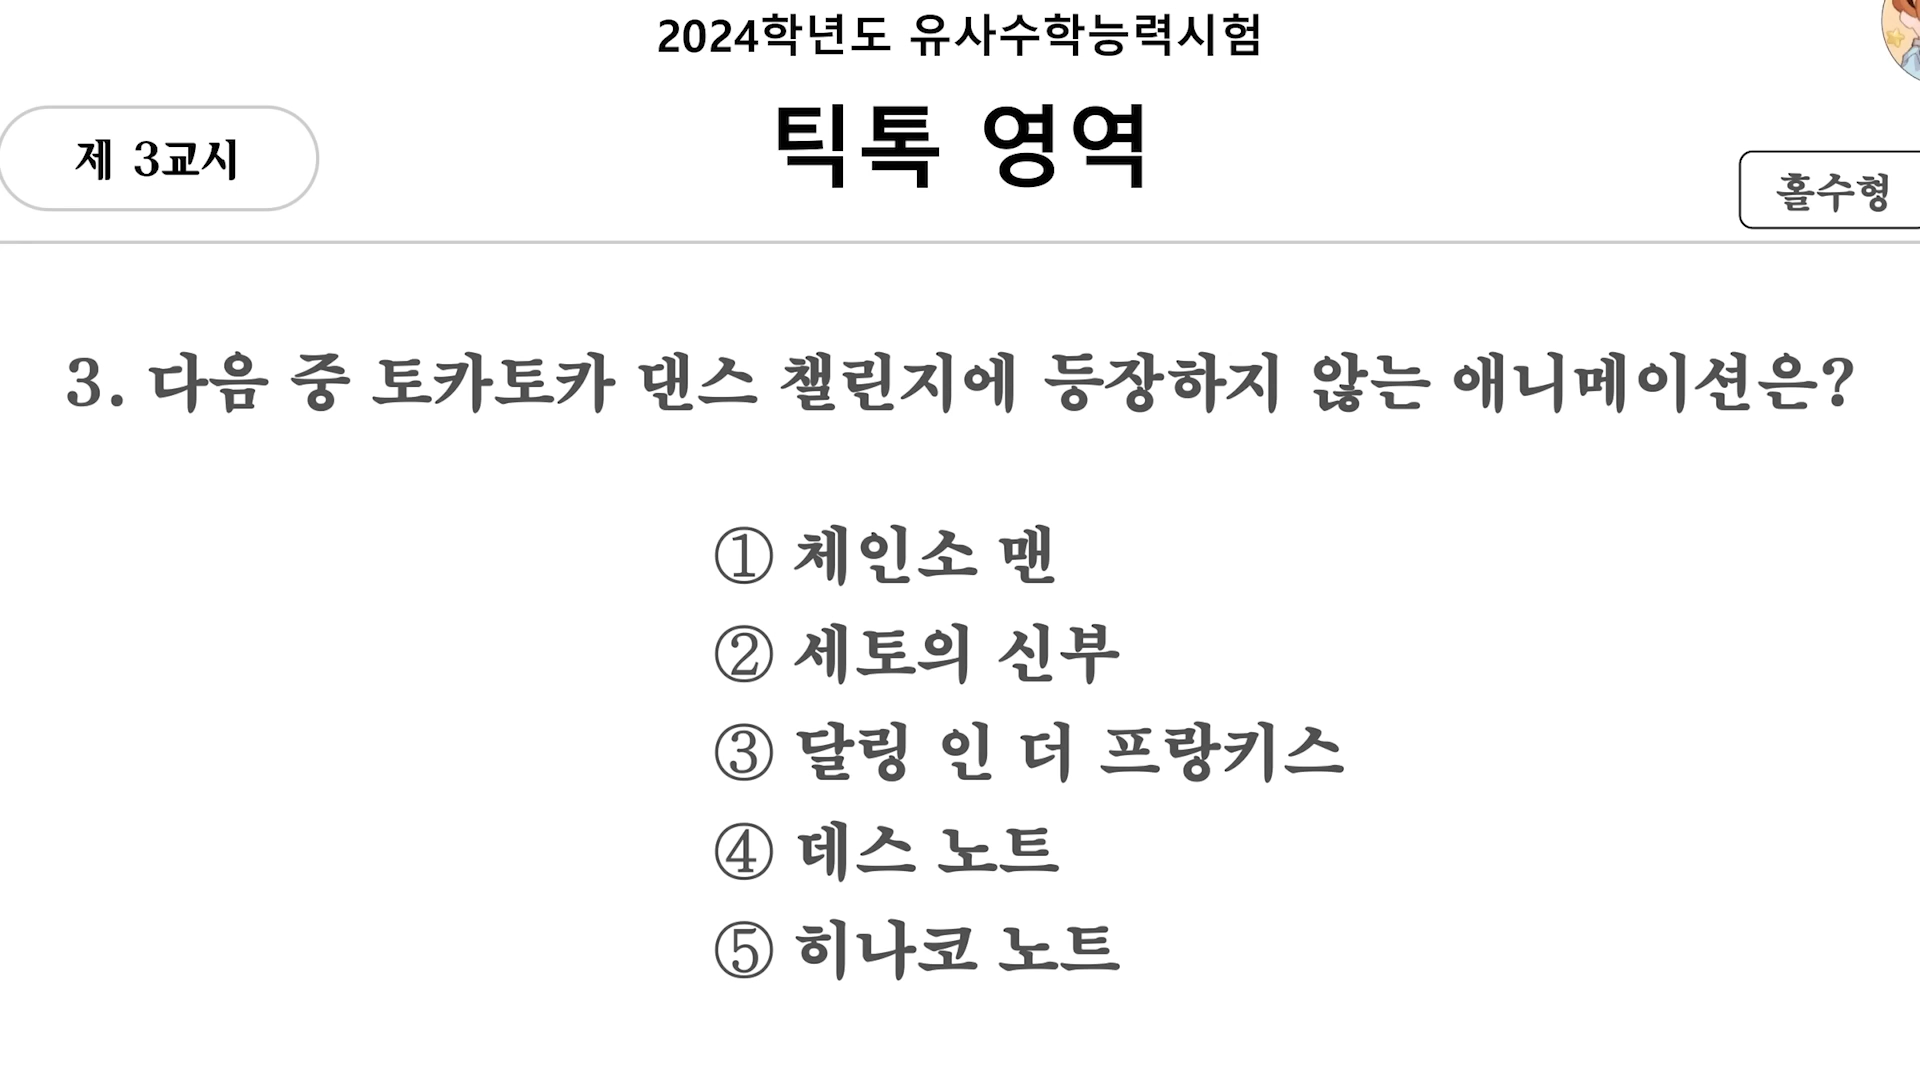 2024학년도 유사수학능력시험
틱톡 영역
제 3교시
홀수형
3. 다음 중 토카토카 댄스 챌린지에 등장하지 않는 애니메이션은?
① 체인소 맨
② 세토의 신부
③ 달링 인 더 프랑키스
④ 데스 노트
⑤ 히나코 노트